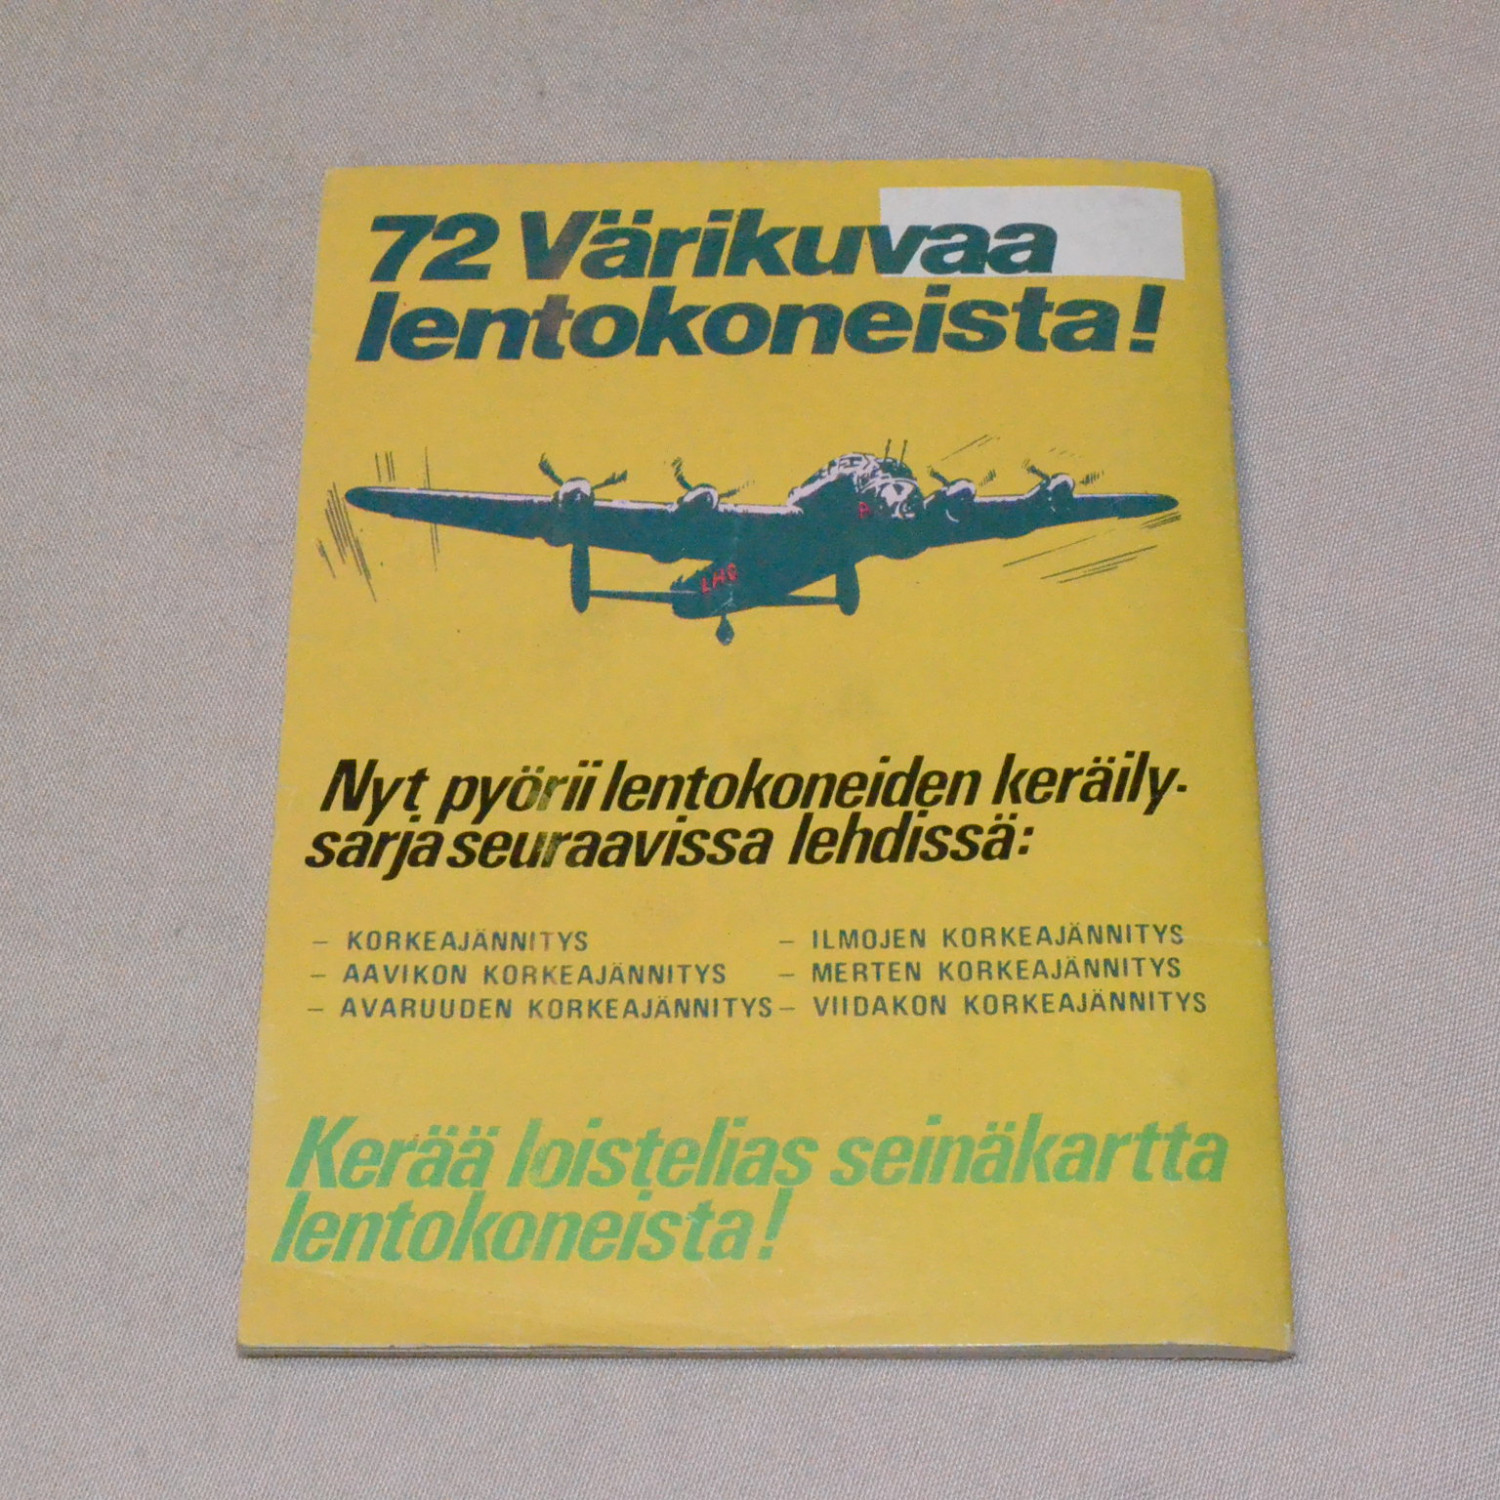 72 Värikuvaa
lentokoneista!
LHG
Nyt pyörii lentokoneiden keräily-
sarja seuraavissa lehdissä:
– KORKEAJÄNNITYS
– AAVIKON KORKEAJÄNNITYS
– AVARUUDEN KORKEAJÄNNITYS
– ILMOJEN KORKEAJÄNNITYS
– MERTEN KORKEAJÄNNITYS
– VIIDAKON KORKEAJÄNNITYS
Kerää loistelias seinäkartta
lentokoneista!